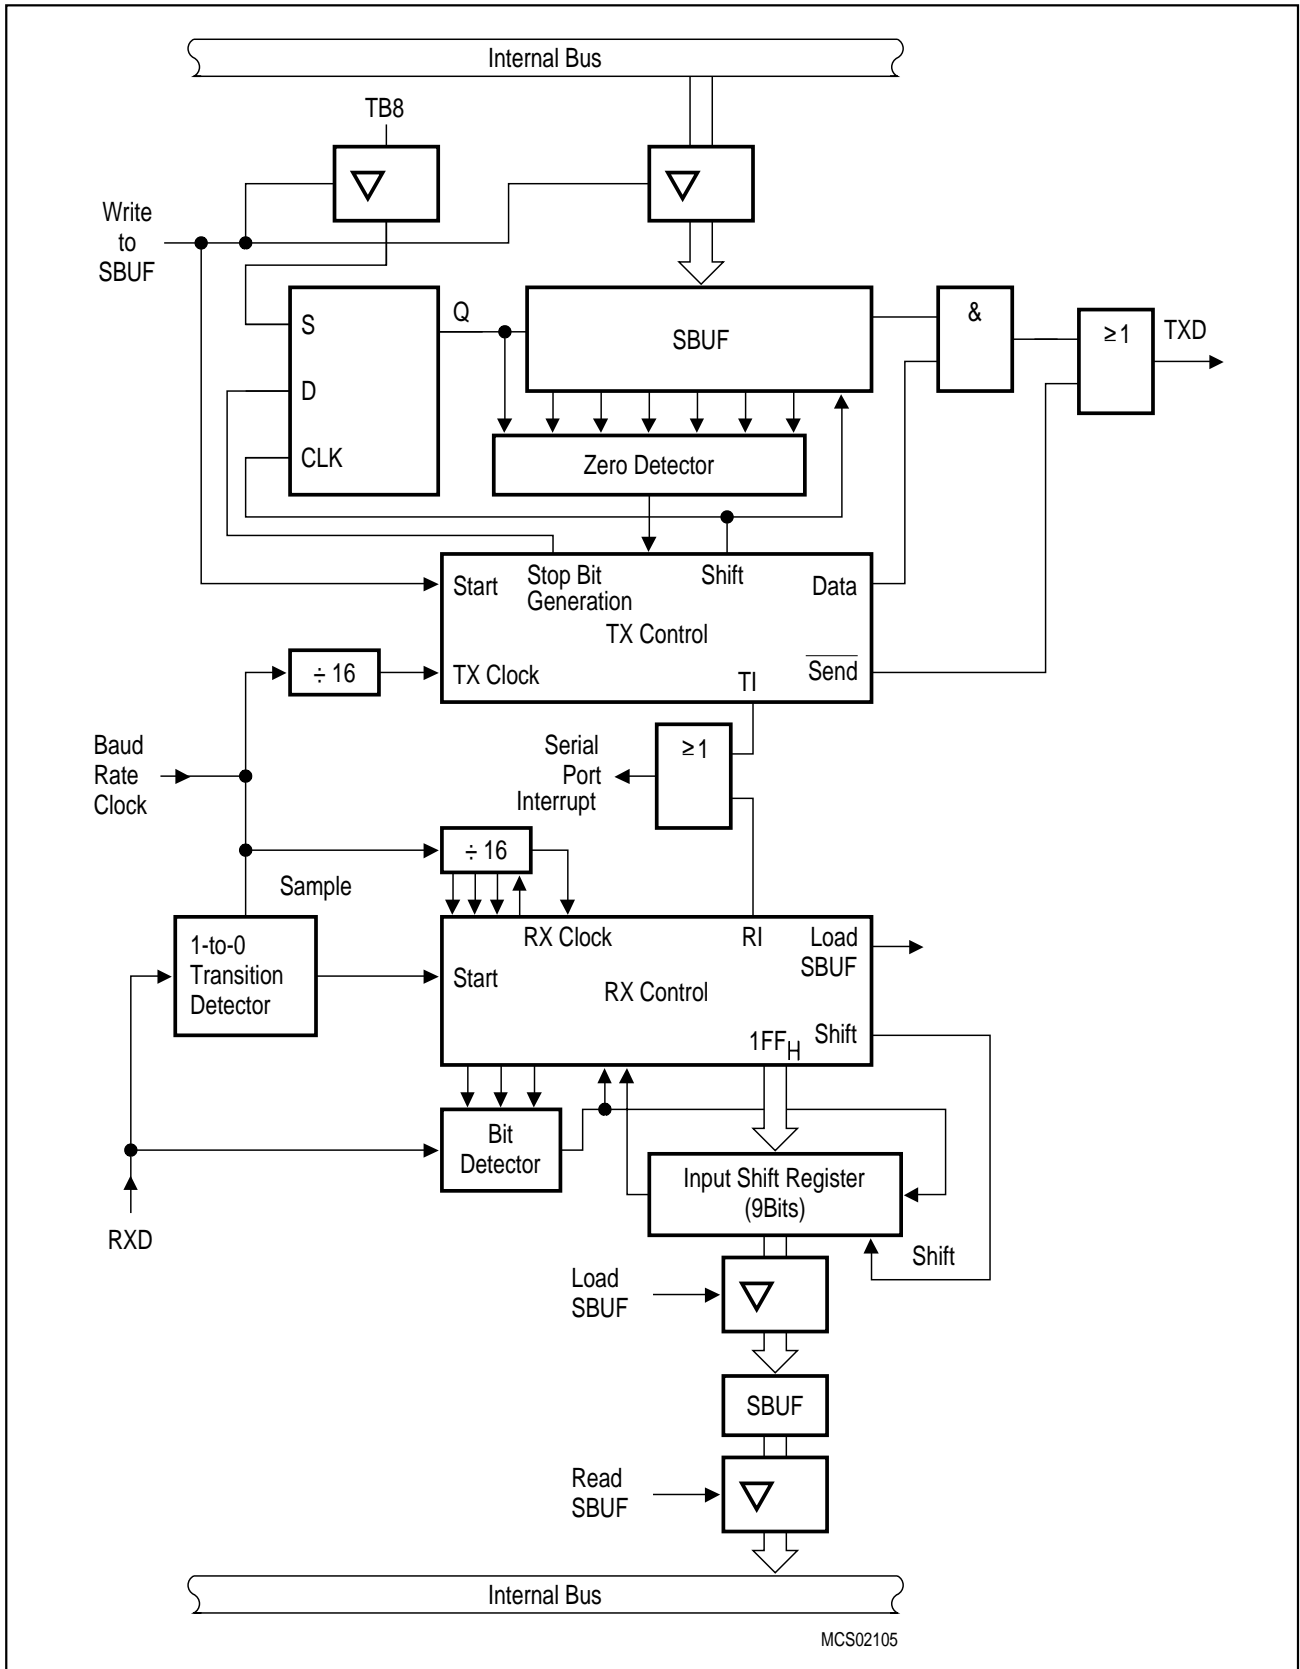 Internal Bus
TB8
Write
to
SBUF
S
Q
SBUF
&
≥1
TXD
D
CLK
Zero Detector
Start
Stop Bit
Generation
Shift
Data
TX Control
÷ 16
TX Clock
TI
Send
Baud
Rate
Clock
Serial
Port
Interrupt
≥1
÷ 16
Sample
1-to-0
Transition
Detector
RX Clock
RI
Load
SBUF
Start
RX Control
1FFH
Shift
Bit
Detector
Input Shift Register
(9Bits)
RXD
Shift
Load
SBUF
SBUF
Read
SBUF
Internal Bus
MCS02105